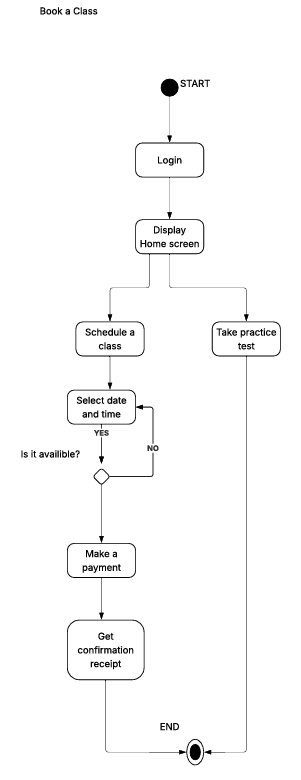 Book a Class
START
Login
Display
Home screen
Schedule a
class
Take practice
test
Select date
and time
YES
NO
Is it availible?
Make a
payment
Get
confirmation
receipt
END